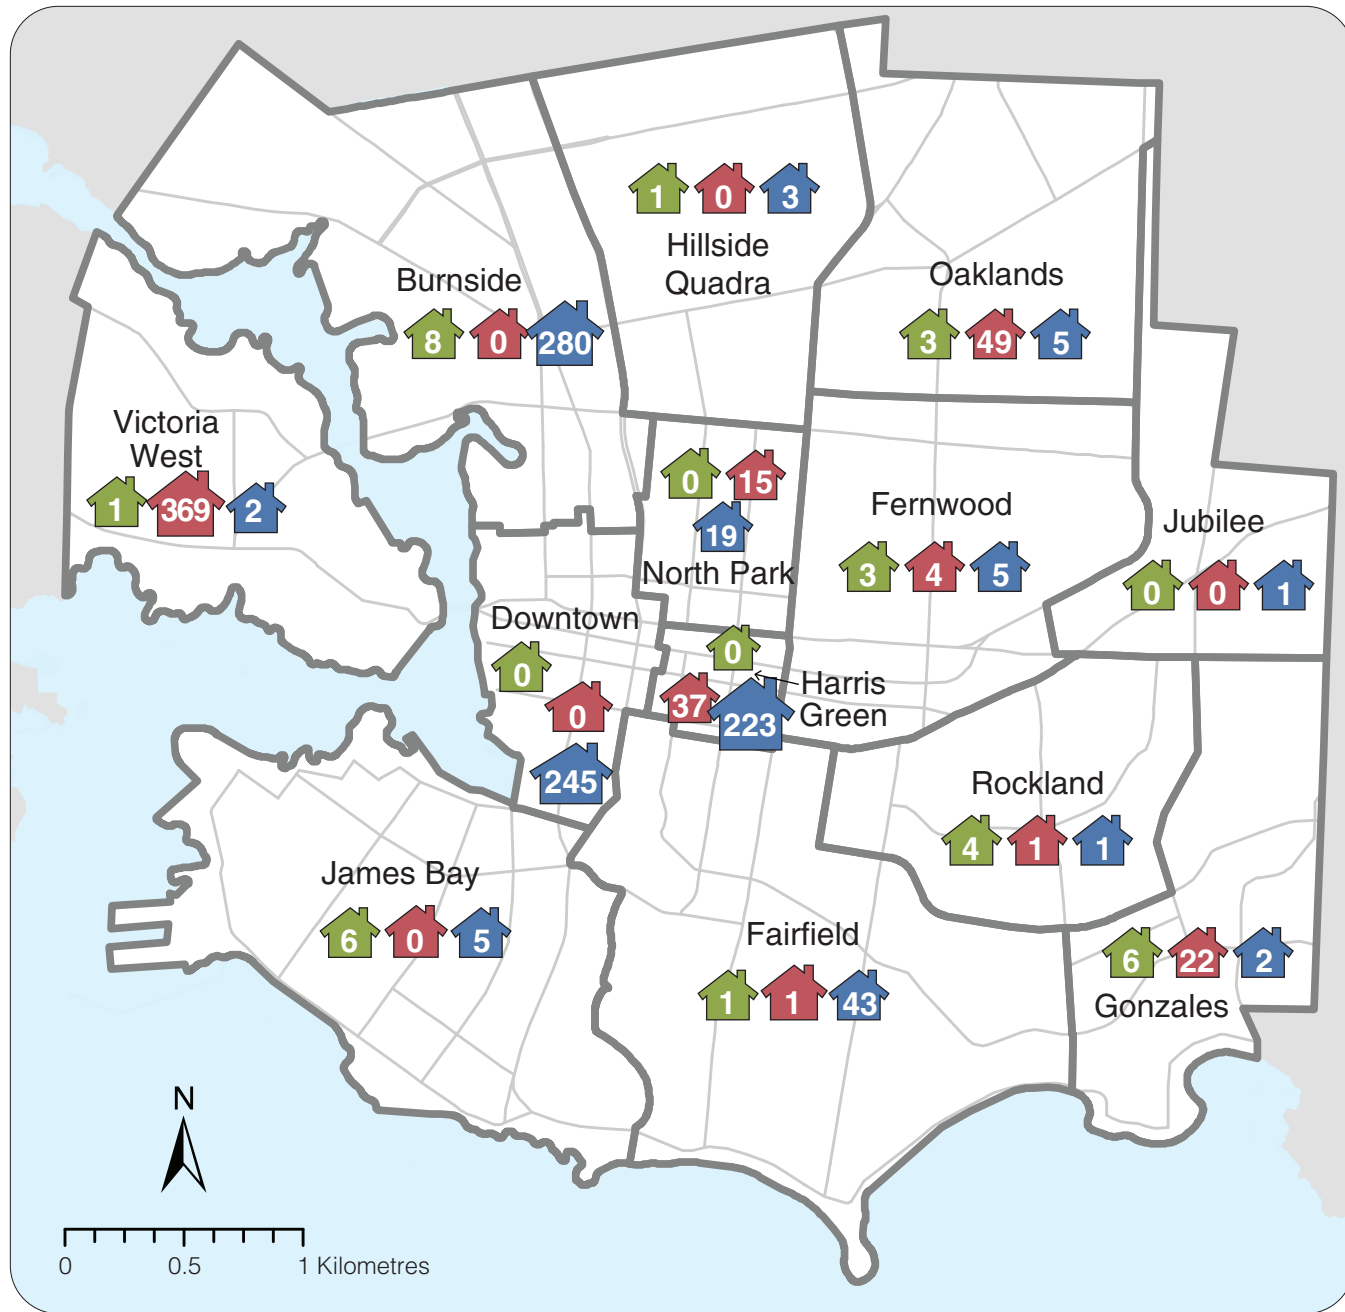 1 0 3
Hillside
Quadra
Burnside
8 0 280
Oaklands
3 49 5
Victoria
West
1 369 2
0 15
19
North Park
Fernwood
3 4 5
Jubilee
0 0 1
Downtown
0
0
245
0
37 223
Harris
Green
Rockland
4 1 1
James Bay
6 0 5
Fairfield
1 1 43
6 22 2
Gonzales
N
0 0.5 1 Kilometres